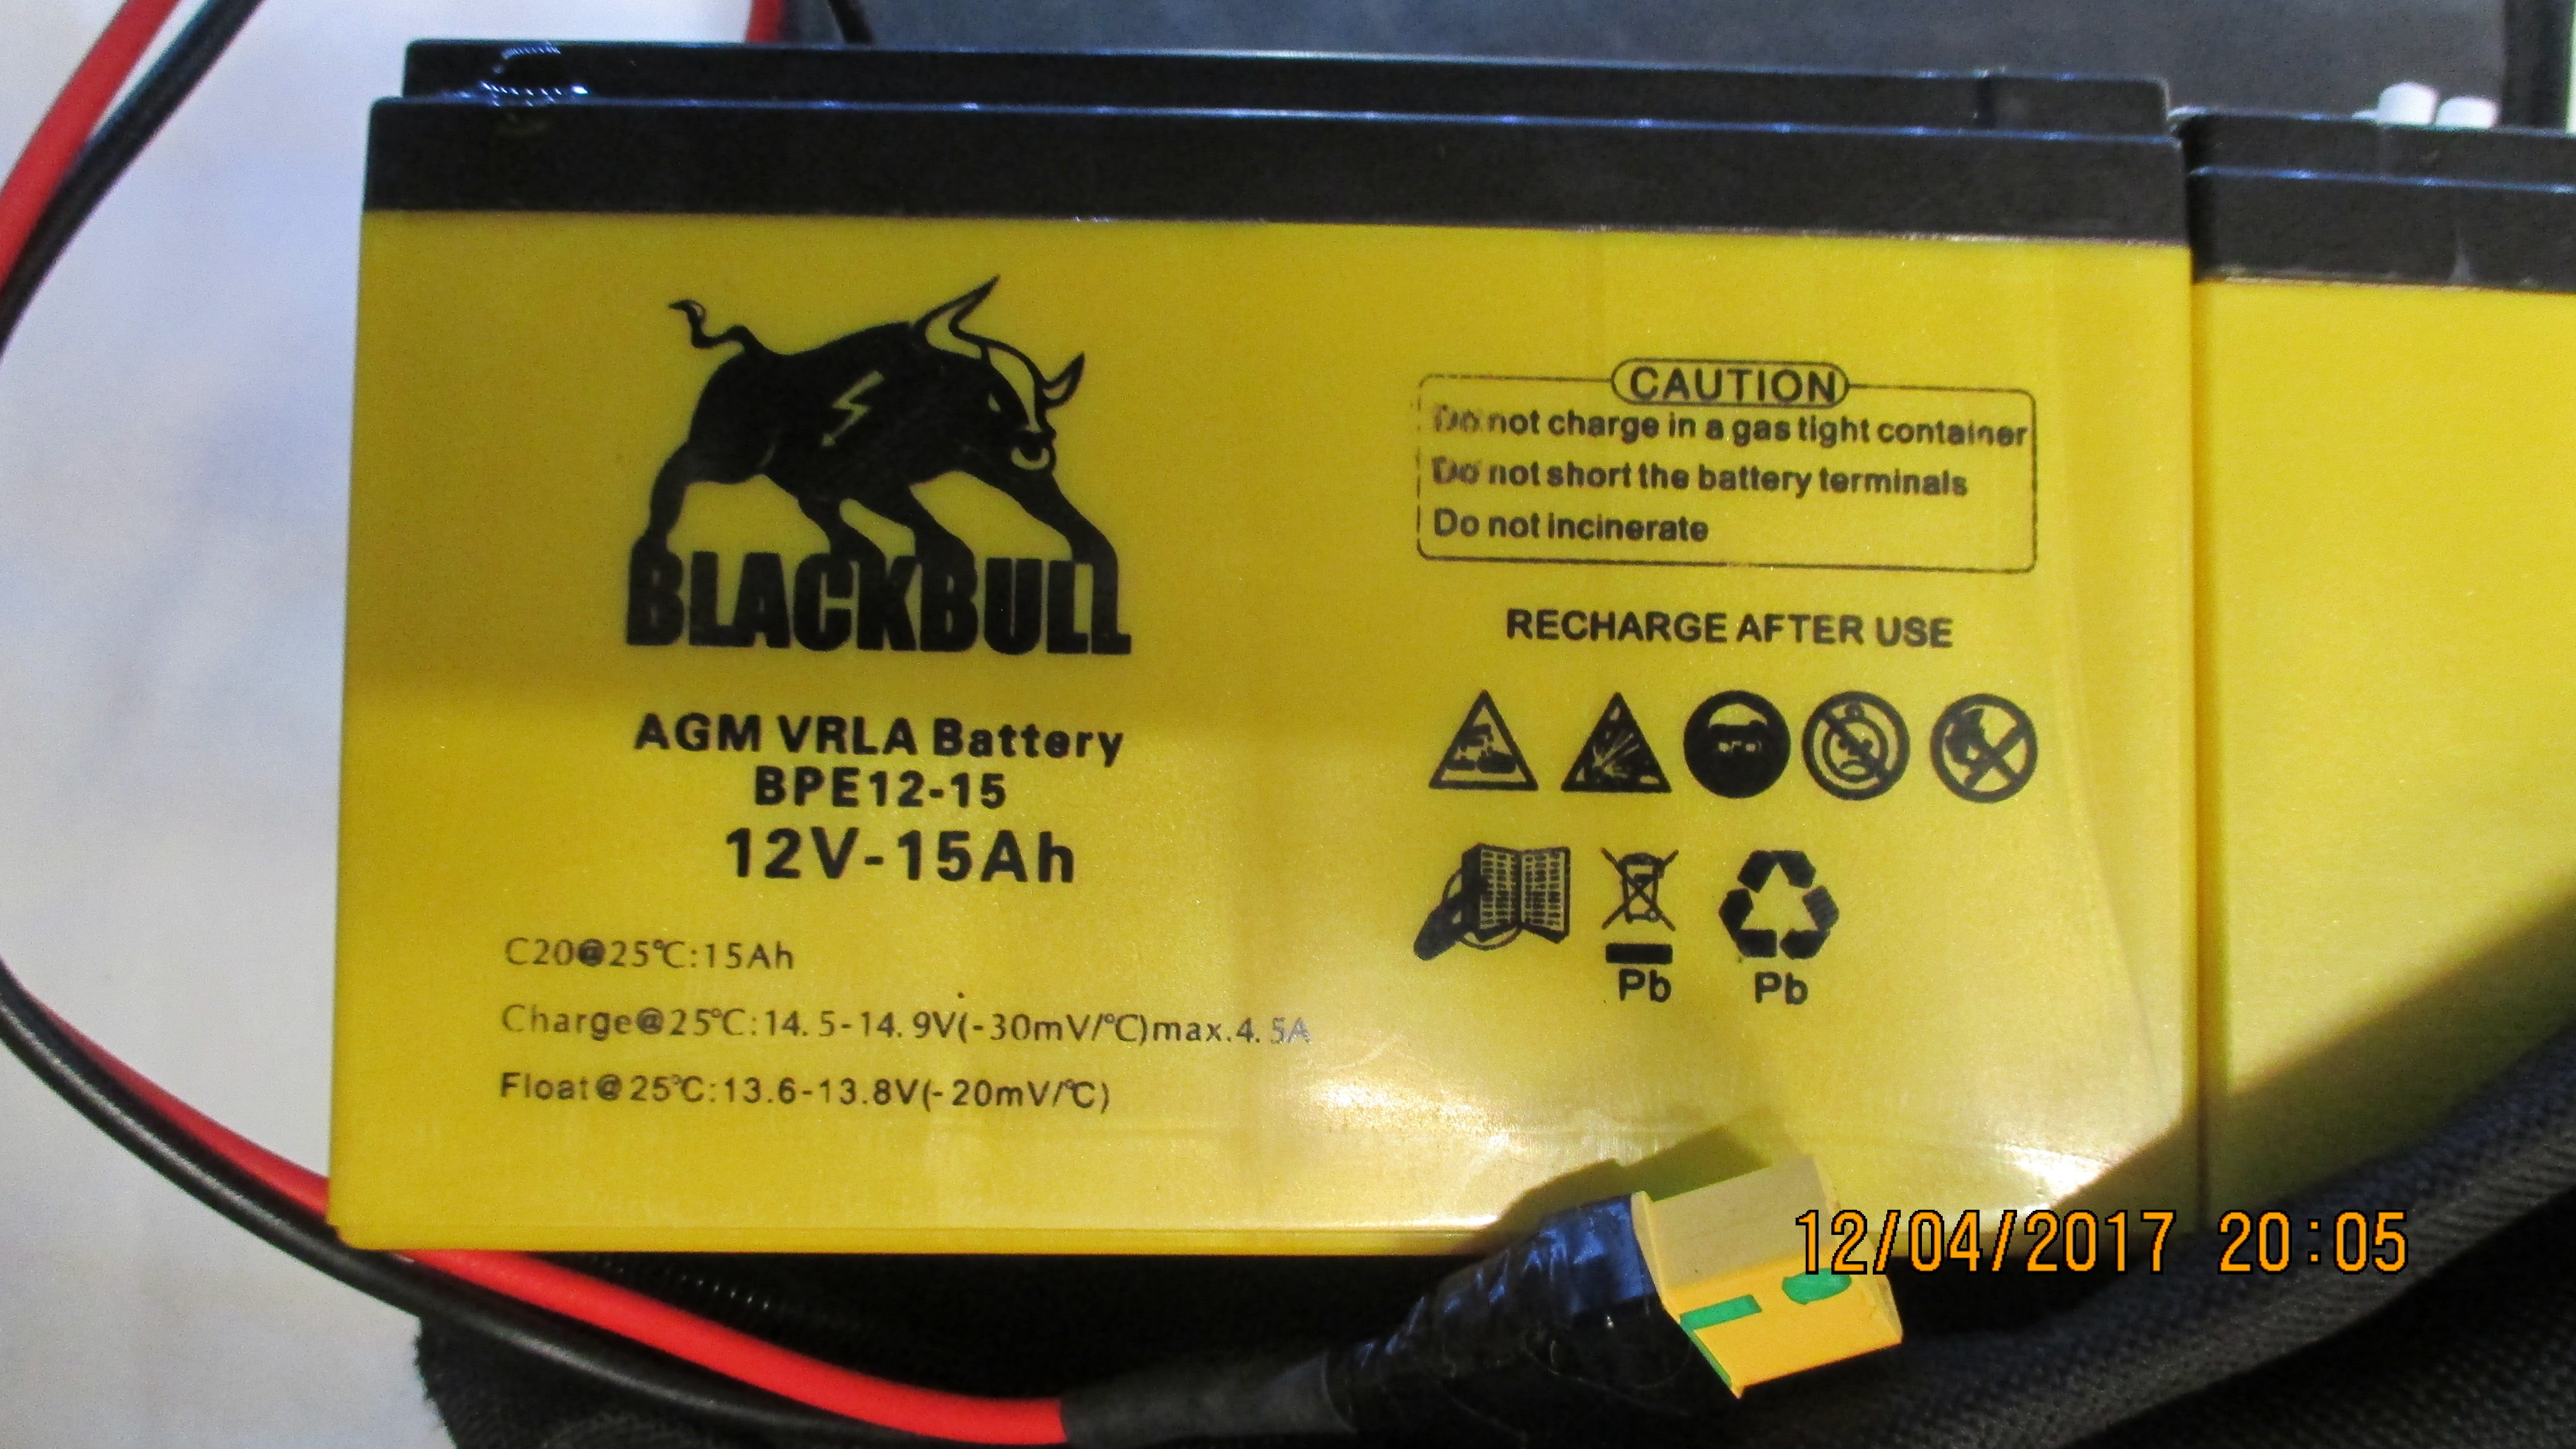 BLACKBULL
AGM VRLA Battery
BPE12-15
12V-15Ah
C20@25℃:15Ah
Charge@25℃:14.5-14.9V(-30mV/℃)max.4.5A
Float@25℃:13.6-13.8V(-20mV/℃)
CAUTION
Do not charge in a gas tight container
Do not short the battery terminals
Do not incinerate
RECHARGE AFTER USE
Pb
Pb
12/04/2017 20:05